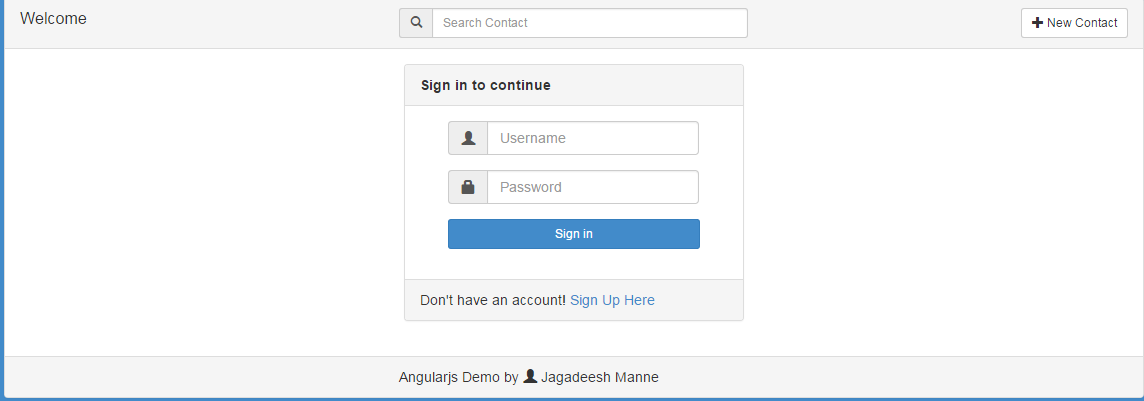 Welcome
Search Contact
New Contact
Sign in to continue
Username
Password
Sign in
Don't have an account! Sign Up Here
Angularjs Demo by Jagadeesh Manne